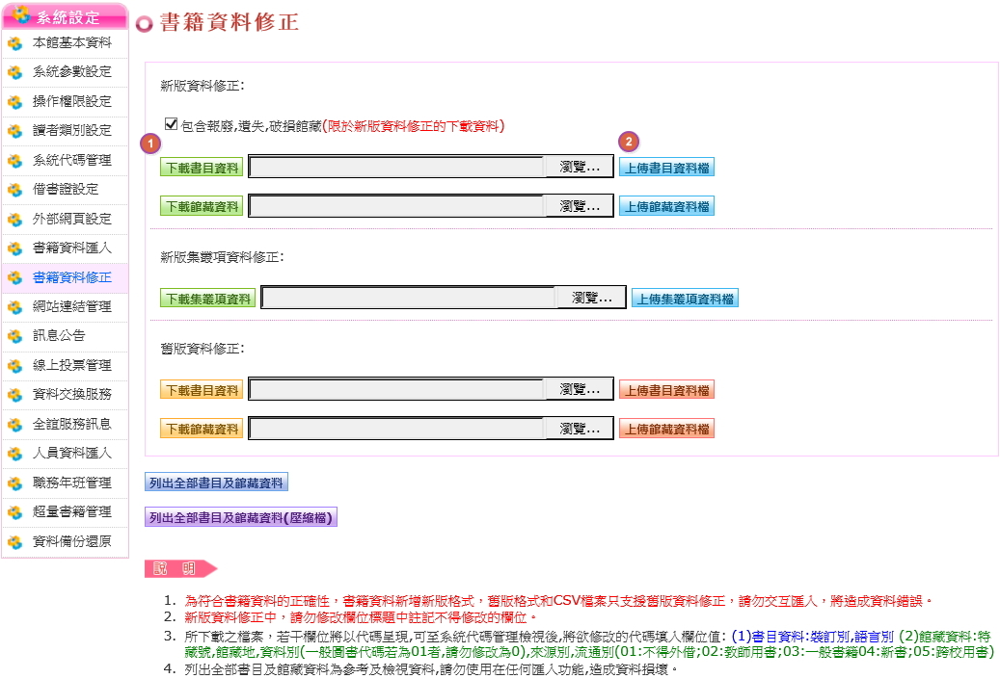 系統設定
本館基本資料
系統參數設定
操作權限設定
讀者類別設定
系統代碼管理
借書證設定
外部網頁設定
書籍資料匯入
書籍資料修正
網站連結管理
訊息公告
線上投票管理
資料交換服務
全誼服務訊息
人員資料匯入
職務年班管理
超量書籍管理
資料備份還原
書籍資料修正
新版資料修正:
包含報廢,遺失,破損館藏(限於新版資料修正的下載資料)
1 2
下載書目資料 瀏覽... 上傳書目資料檔
下載館藏資料 瀏覽... 上傳館藏資料檔
新版集叢項資料修正:
下載集叢項資料 瀏覽... 上傳集叢項資料檔
舊版資料修正:
下載書目資料 瀏覽... 上傳書目資料檔
下載館藏資料 瀏覽... 上傳館藏資料檔
列出全部書目及館藏資料
列出全部書目及館藏資料(壓縮檔)
說 明
1. 為符合書籍資料的正確性，書籍資料新增新版格式，舊版格式和CSV檔案只支援舊版資料修正，請勿交互匯入，將造成資料錯誤。
2. 新版資料修正中，請勿修改欄位標題中註記不得修改的欄位。
3. 所下載之檔案，若干欄位將以代碼呈現,可至系統代碼管理檢視後,將欲修改的代碼填入欄位值: (1)書目資料:裝訂別,語言別 (2)館藏資料:特
藏號,館藏地,資料別(一般圖書代碼若為01者,請勿修改為0),來源別,流通別(01:不得外借;02:教師用書;03:一般書籍04:新書;05:跨校用書)
4. 列出全部書目及館藏資料為參考及檢視資料,請勿使用在任何匯入功能,造成資料損壞。